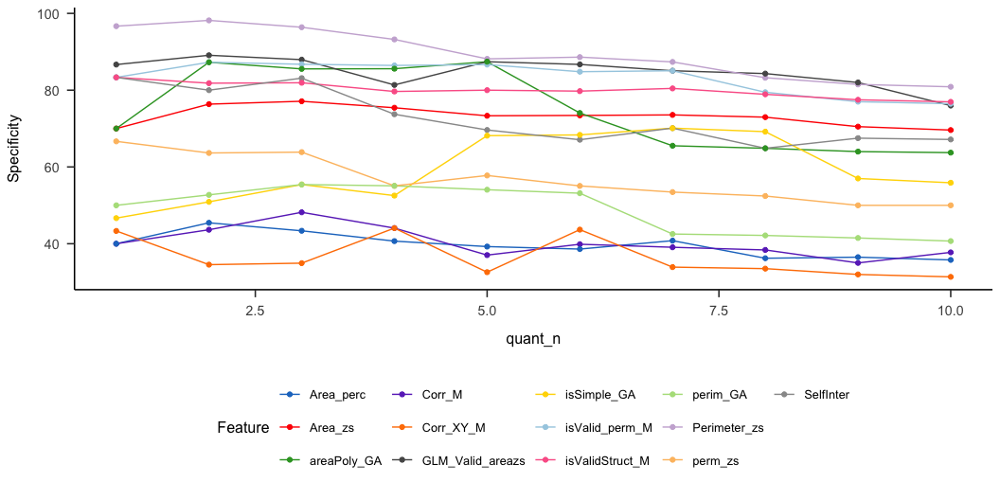 100
80
60
40
Specificity
2.5 5.0 7.5 10.0
quant_n
Area_perc Corr_M isSimple_GA perim_GA SelfInter
Feature Area_zs Corr_XY_M isValid_perm_M Perimeter_zs
areaPoly_GA GLM_Valid_areazs isValidStruct_M perm_zs